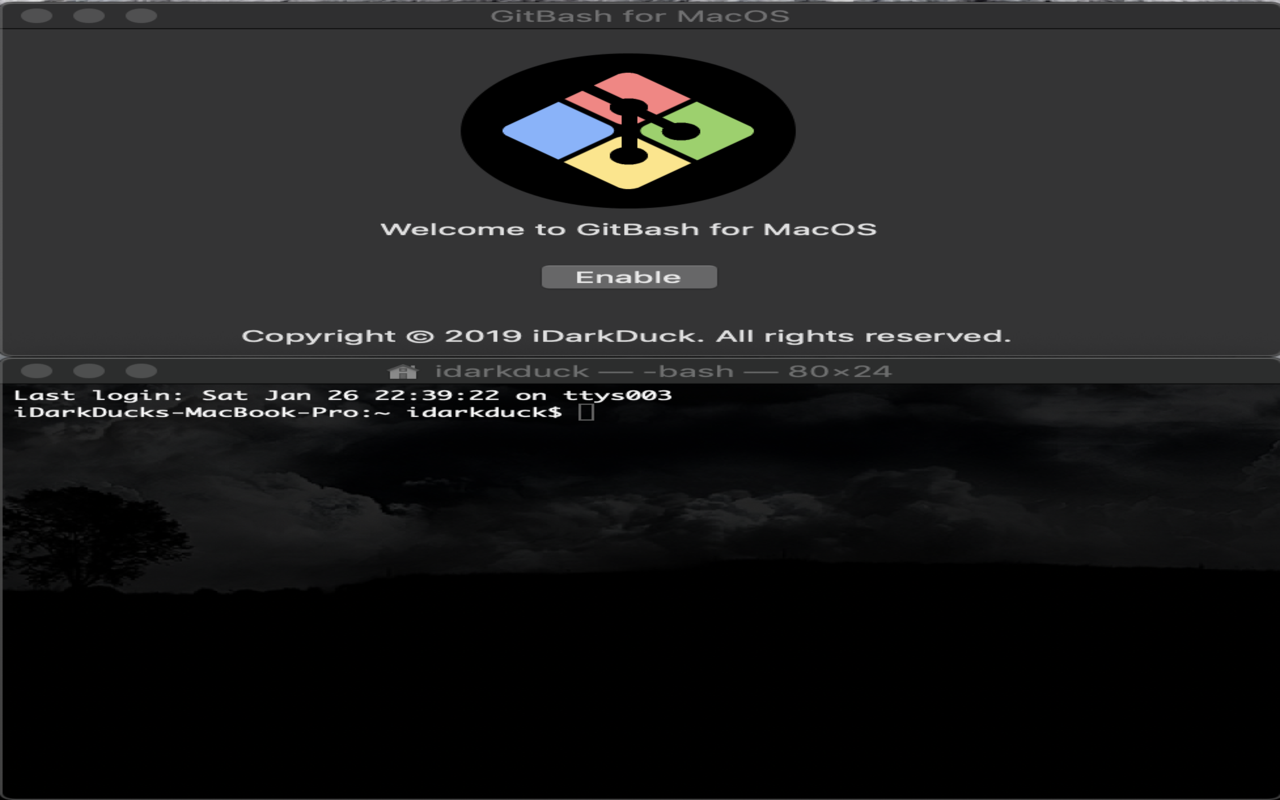 GitBash for MacOS
Welcome to GitBash for MacOS
Enable
Copyright © 2019 iDarkDuck. All rights reserved.
idarkduck — -bash — 80×24
Last login: Sat Jan 26 22:39:22 on ttys003
iDarkDucks-MacBook-Pro:~ idarkduck$